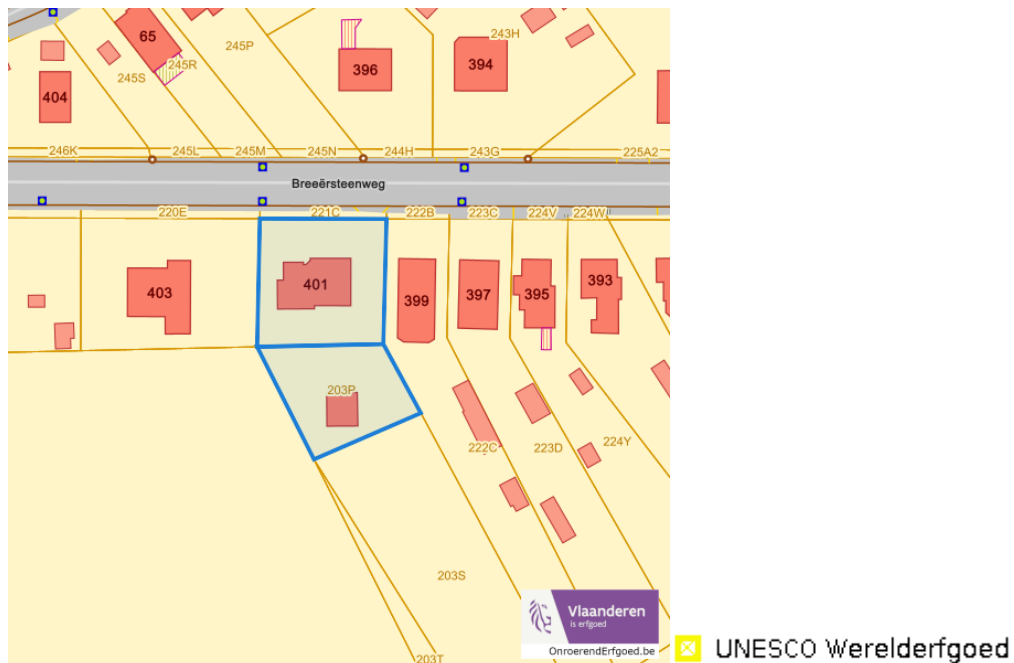 65
245P
243H
245R
245S
396
394
404
246K 245L 245M 245N 244H 243G 225A2
Breeërsteenweg
220E 221C 222B 223C 224V 224W
403
401
399
397
395
393
203P
222C
223D
224Y
203S
203T
Vlaanderen
is erfgoed
OnroerendErfgoed.be
UNESCO Werelderfgoed